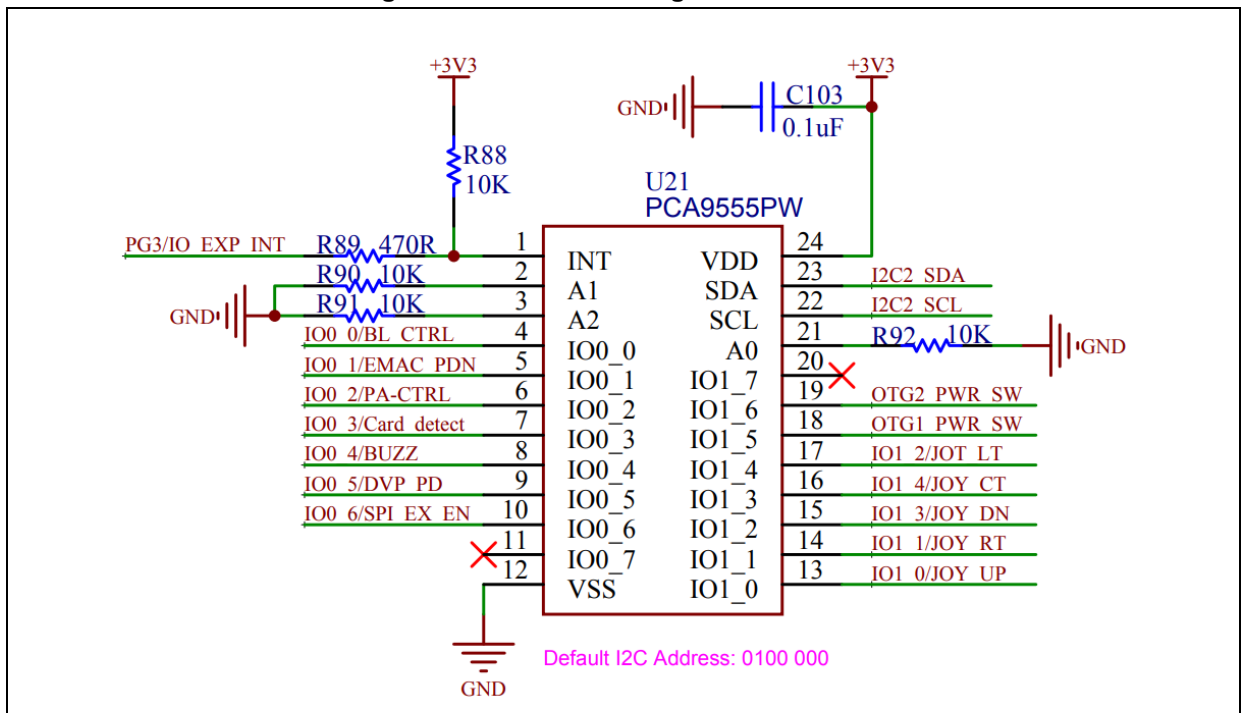 +3V3
+3V3
GND
C103
0.1uF
R88
10K
U21
PCA9555PW
PG3/IO_EXP_INT R89 470R 1 INT VDD 24
R90 10K 2 A1 SDA 23 I2C2_SDA
GND R91 10K 3 A2 SCL 22 I2C2_SCL
IO0_0/BL_CTRL 4 IO0_0 A0 21 R92 10K GND
IO0_1/EMAC_PDN 5 IO0_1 IO1_7 20
IO0_2/PA-CTRL 6 IO0_2 IO1_6 19 OTG2_PWR_SW
IO0_3/Card_detect 7 IO0_3 IO1_5 18 OTG1_PWR_SW
IO0_4/BUZZ 8 IO0_4 IO1_4 17 IO1_2/JOT_LT
IO0_5/DVP_PD 9 IO0_5 IO1_3 16 IO1_4/JOY_CT
IO0_6/SPI_EX_EN 10 IO0_6 IO1_2 15 IO1_3/JOY_DN
11 IO0_7 IO1_1 14 IO1_1/JOY_RT
12 VSS IO1_0 13 IO1_0/JOY_UP
Default I2C Address: 0100 000
GND